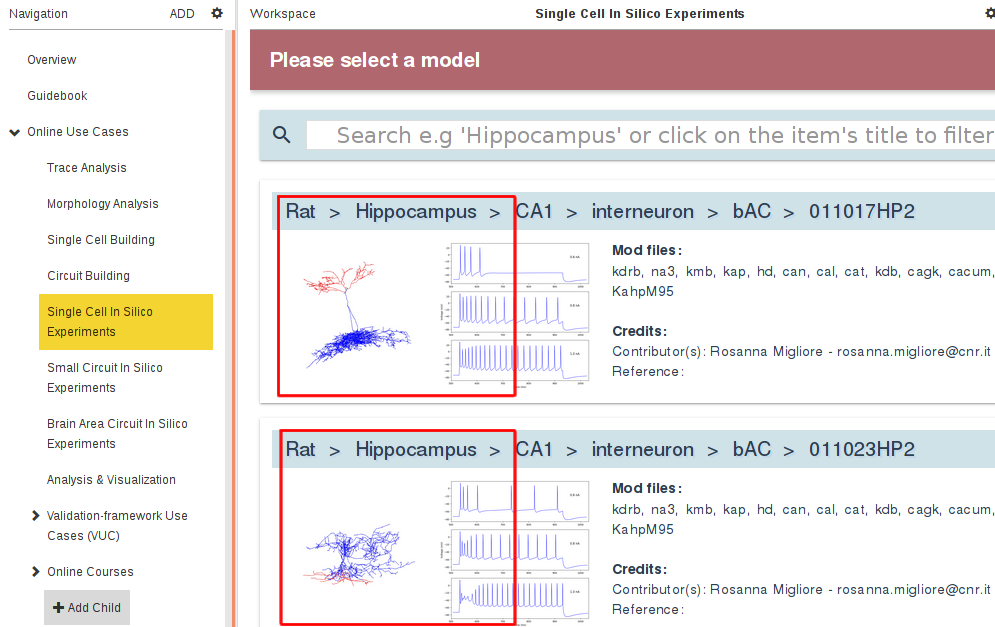 Navigation ADD
Workspace Single Cell In Silico Experiments
Overview
Guidebook
Online Use Cases
Trace Analysis
Morphology Analysis
Single Cell Building
Circuit Building
Single Cell In Silico
Experiments
Small Circuit In Silico
Experiments
Brain Area Circuit In Silico
Experiments
Analysis & Visualization
Validation-framework Use
Cases (VUC)
Online Courses
Add Child
Please select a model
Search e.g 'Hippocampus' or click on the item's title to filter
Rat > Hippocampus > CA1 > interneuron > bAC > 011017HP2
Mod files:
kdrb, na3, kmb, kap, hd, can, cal, cat, kdb, cagk, cacum,
KahpM95
Credits:
Contributor(s): Rosanna Migliore - rosanna.migliore@cnr.it
Reference:
Rat > Hippocampus > CA1 > interneuron > bAC > 011023HP2
Mod files:
kdrb, na3, kmb, kap, hd, can, cal, cat, kdb, cagk, cacum,
KahpM95
Credits:
Contributor(s): Rosanna Migliore - rosanna.migliore@cnr.it
Reference: